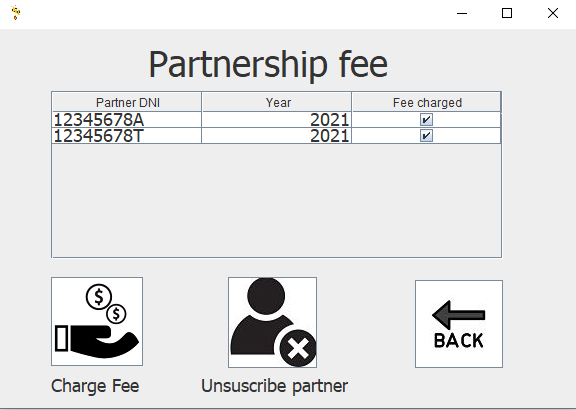 Partnership fee
Partner DNI Year Fee charged
12345678A 2021
12345678T 2021
$ $
BACK
Charge Fee Unsuscribe partner